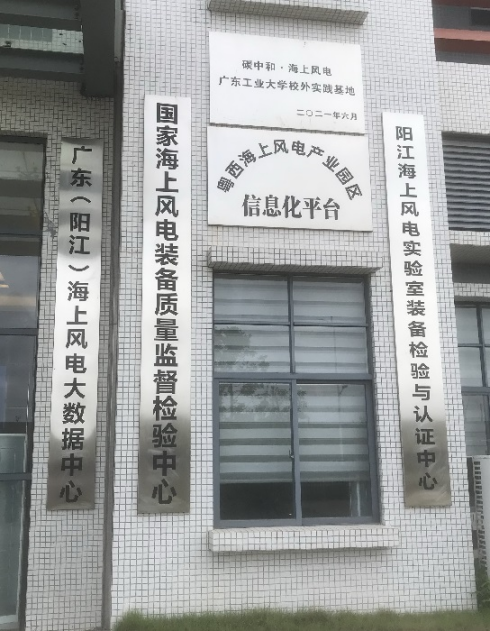 碳中和·海上风电
广东工业大学校外实践基地
二〇二一年六月
粤西海上风电产业园区
信息化平台
广东（阳江）海上风电大数据中心
国家海上风电装备质量监督检验中心
阳江海上风电实验室装备检验与认证中心